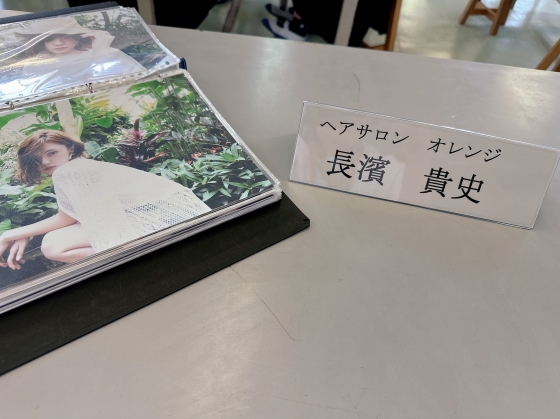 ヘアサロン　オレンジ
長濱　貴史